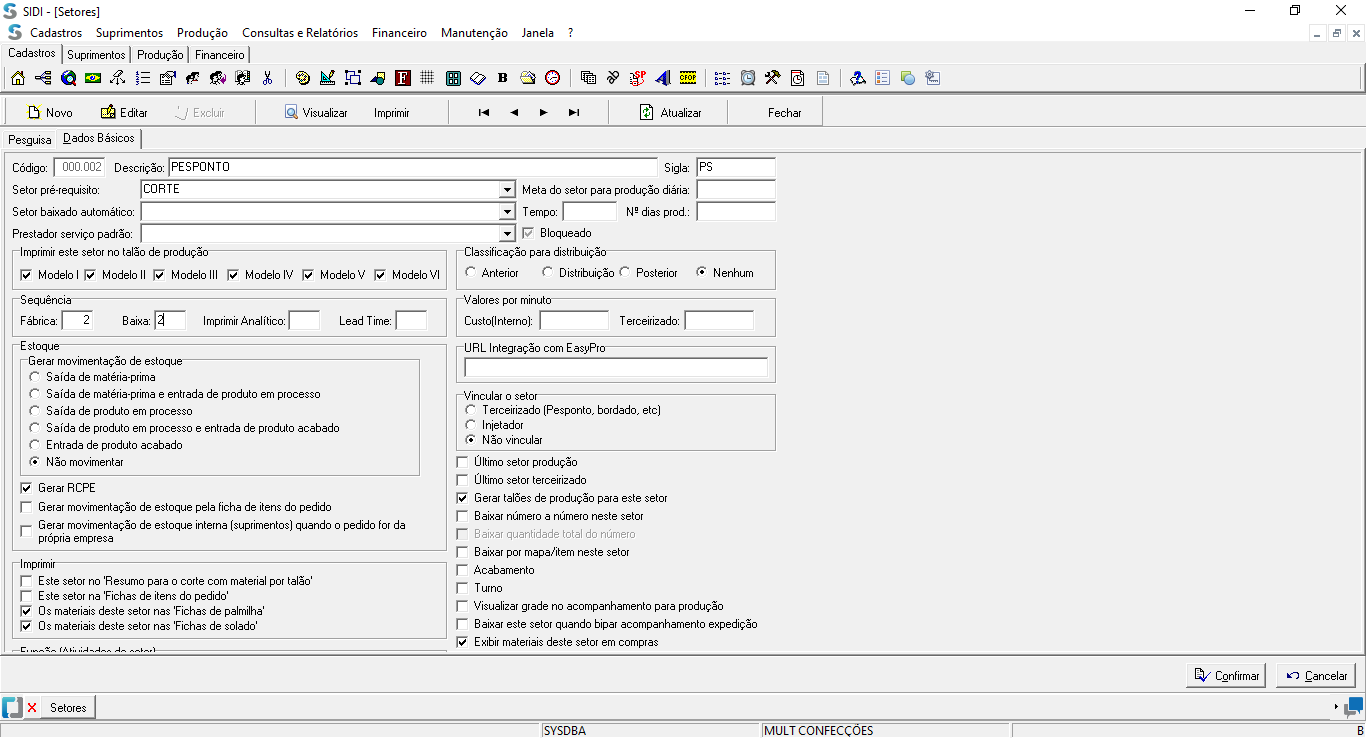 SIDI - [Setores]
Cadastros Suprimentos Produção Consultas e Relatórios Financeiro Manutenção Janela ?
Cadastros Suprimentos Produção Financeiro
Novo Editar Excluir Visualizar Imprimir Atualizar Fechar
Pesquisa Dados Básicos
Código: 000.002 Descrição: PESPONTO Sigla: PS
Setor pré-requisito: CORTE Meta do setor para produção diária:
Setor baixado automático: Tempo: Nº dias prod.:
Prestador serviço padrão: Bloqueado
Imprimir este setor no talão de produção
Modelo I Modelo II Modelo III Modelo IV Modelo V Modelo VI
Classificação para distribuição
Anterior Distribuição Posterior Nenhum
Sequência
Fábrica: 2 Baixa: 2 Imprimir Analítico: Lead Time:
Valores por minuto
Custo(Interno): Terceirizado:
Estoque
Gerar movimentação de estoque
Saída de matéria-prima
Saída de matéria-prima e entrada de produto em processo
Saída de produto em processo
Saída de produto em processo e entrada de produto acabado
Entrada de produto acabado
Não movimentar
Gerar RCPE
Gerar movimentação de estoque pela ficha de itens do pedido
Gerar movimentação de estoque interna (suprimentos) quando o pedido for da
própria empresa
Imprimir
Este setor no 'Resumo para o corte com material por talão'
Este setor na 'Fichas de itens do pedido'
Os materiais deste setor nas 'Fichas de palmilha'
Os materiais deste setor nas 'Fichas de solado'
Função (Atividades do setor)
URL Integração com EasyPro
Vincular o setor
Terceirizado (Pesponto, bordado, etc)
Injetador
Não vincular
Último setor produção
Último setor terceirizado
Gerar talões de produção para este setor
Baixar número a número neste setor
Baixar quantidade total do número
Baixar por mapa/item neste setor
Acabamento
Turno
Visualizar grade no acompanhamento para produção
Baixar este setor quando bipar acompanhamento expedição
Exibir materiais deste setor em compras
Confirmar Cancelar
Setores
SYSDBA MULT CONFECÇÕES B